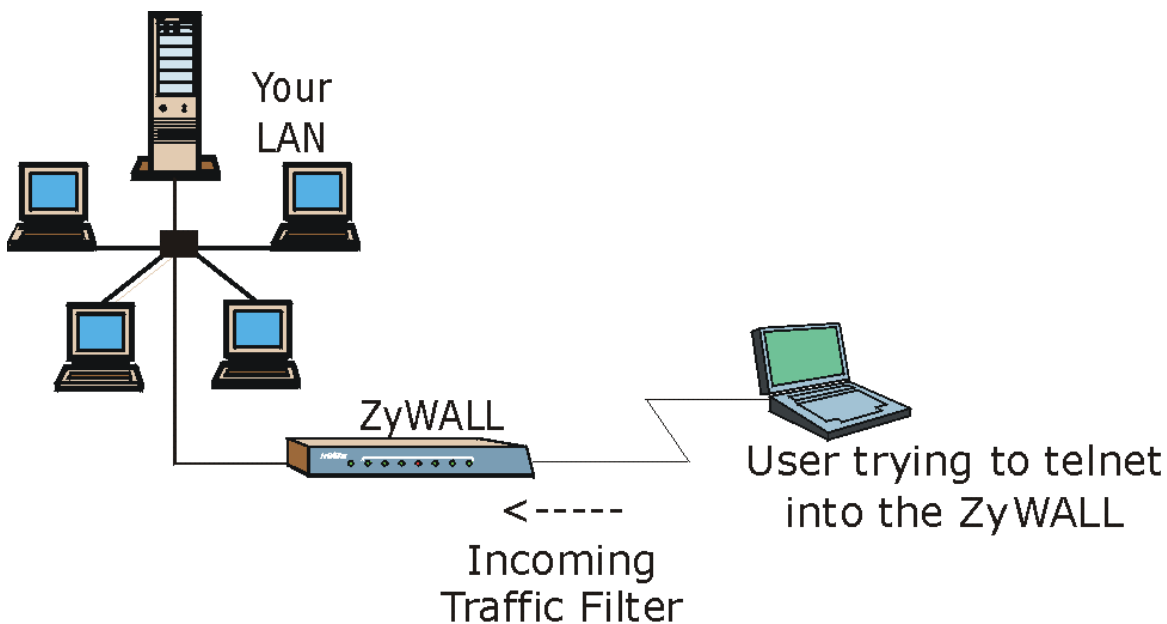 Your
LAN
ZyWALL
User trying to telnet
into the ZyWALL
<-----
Incoming
Traffic Filter